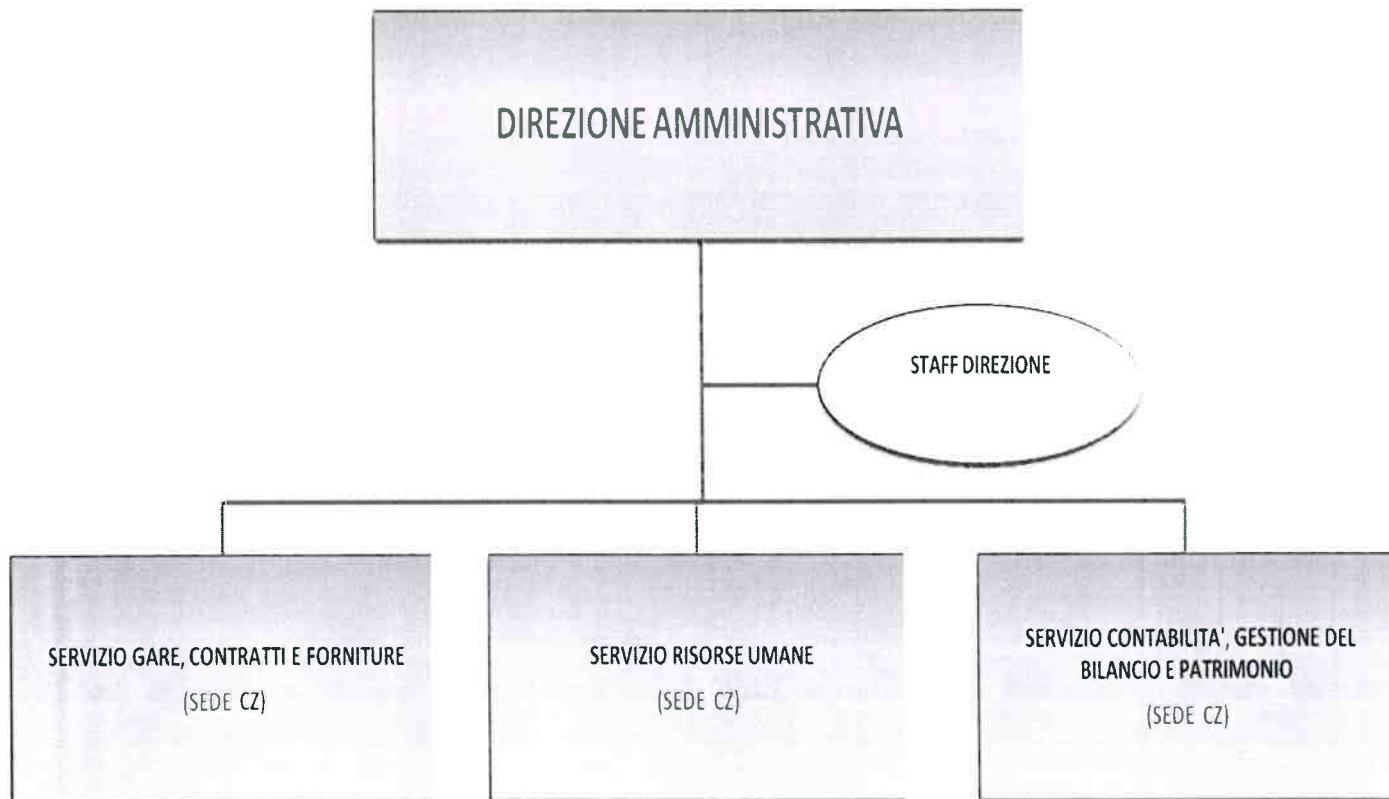 DIREZIONE AMMINISTRATIVA
STAFF DIREZIONE
SERVIZIO GARE, CONTRATTI E FORNITURE
(SEDE CZ)
SERVIZIO RISORSE UMANE
(SEDE CZ)
SERVIZIO CONTABILITA', GESTIONE DEL
BILANCIO E PATRIMONIO
(SEDE CZ)